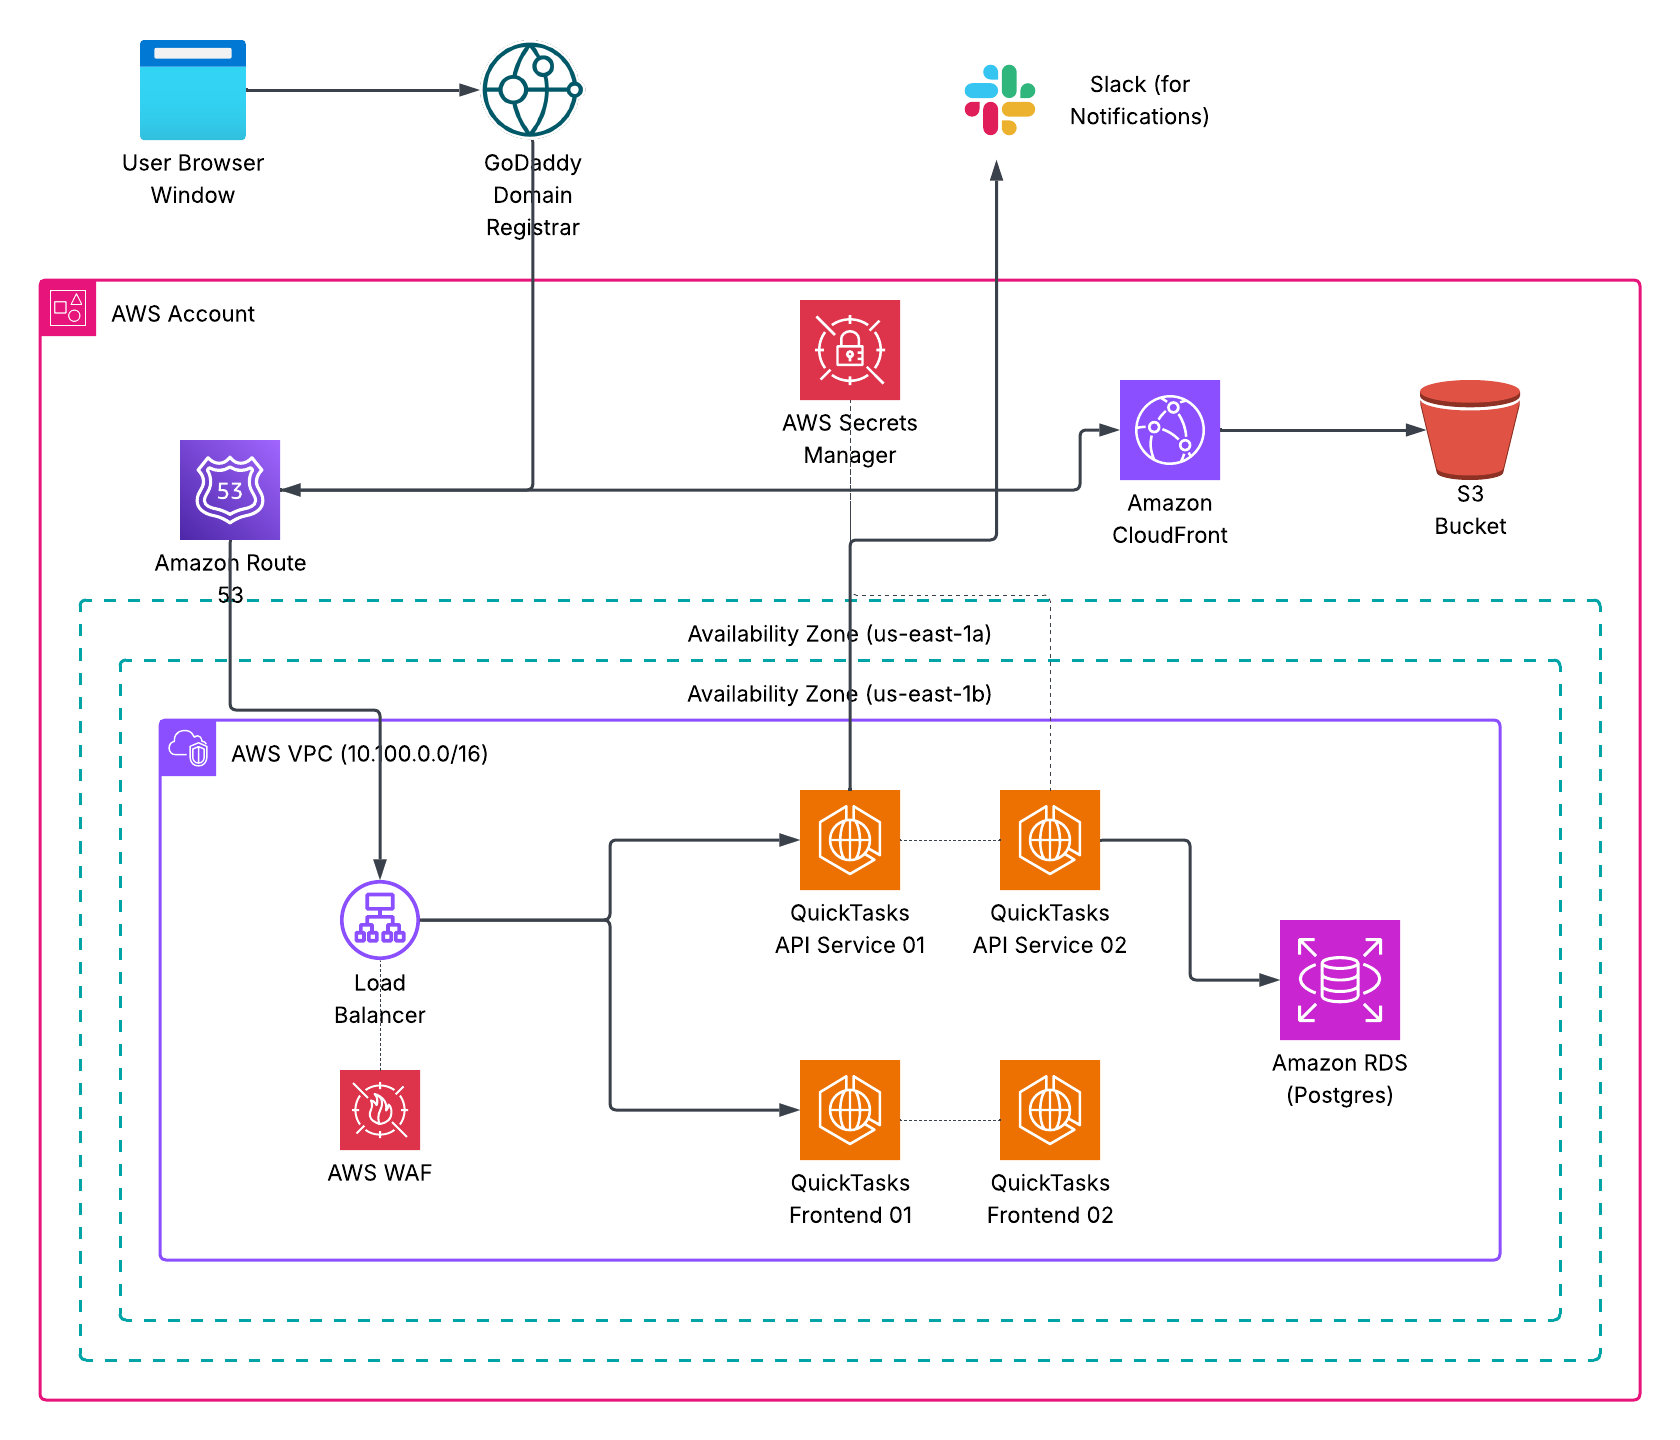 User Browser
Window
GoDaddy
Domain
Registrar
Slack (for
Notifications)
AWS Account
AWS Secrets
Manager
53
Amazon Route
53
Amazon
CloudFront
S3
Bucket
Availability Zone (us-east-1a)
Availability Zone (us-east-1b)
AWS VPC (10.100.0.0/16)
QuickTasks
API Service 01
QuickTasks
API Service 02
Load
Balancer
Amazon RDS
(Postgres)
AWS WAF
QuickTasks
Frontend 01
QuickTasks
Frontend 02